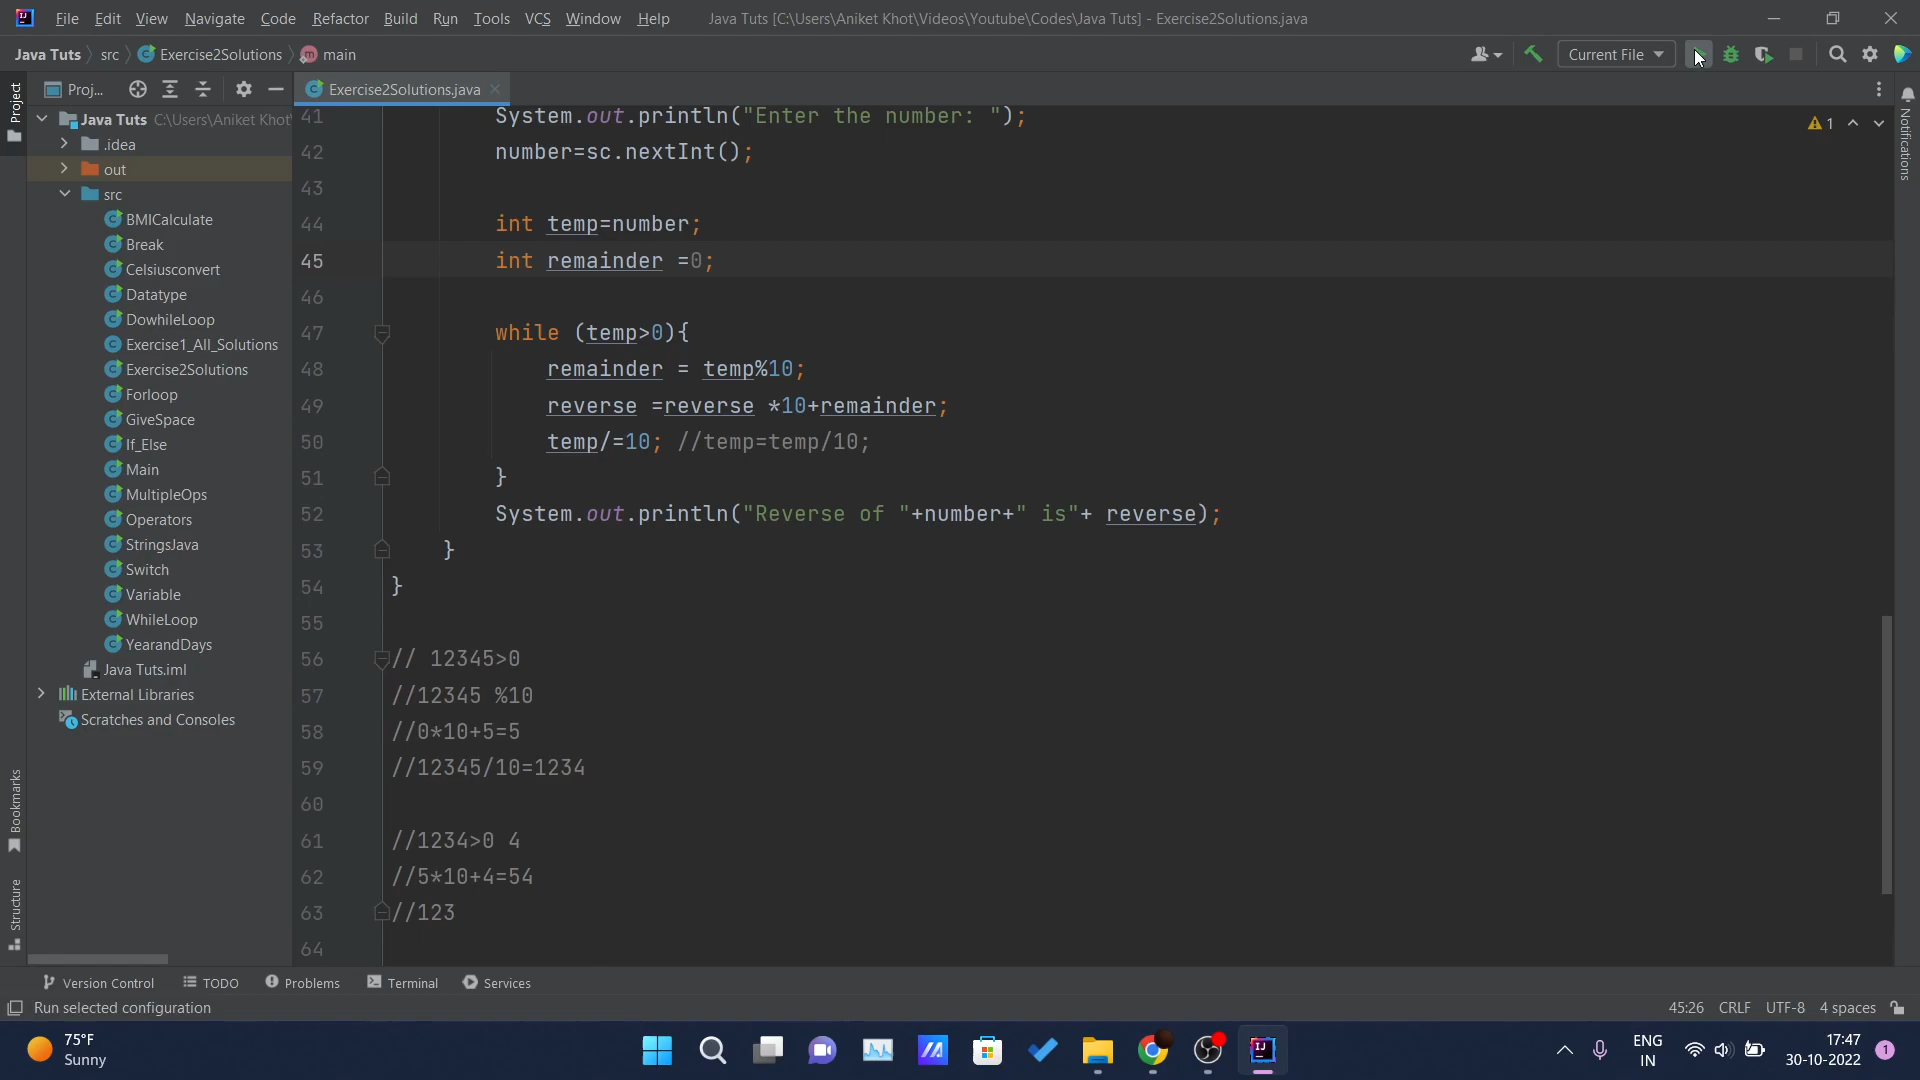 File Edit View Navigate Code Refactor Build Run Tools VCS Window Help Java Tuts [C:\Users\Aniket Khot\Videos\Youtube\Codes\Java Tuts] - Exercise2Solutions.java
Java Tuts src Exercise2Solutions main
Current File
Project
Proj...
Exercise2Solutions.java
Java Tuts C:\Users\Aniket Khot
.idea
out
src
BMICalculate
Break
Celsiusconvert
Datatype
DowhileLoop
Exercise1_All_Solutions
Exercise2Solutions
Forloop
GiveSpace
If_Else
Main
MultipleOps
Operators
StringsJava
Switch
Variable
WhileLoop
YearandDays
Java Tuts.iml
External Libraries
Scratches and Consoles
41 System.out.println("Enter the number: ");
42 number=sc.nextInt();
43
44 int temp=number;
45 int remainder =0;
46
47 while (temp>0){
48 remainder = temp%10;
49 reverse =reverse *10+remainder;
50 temp/=10; //temp=temp/10;
51 }
52 System.out.println("Reverse of "+number+" is"+ reverse);
53 }
54 }
55
56 // 12345>0
57 //12345 %10
58 //0*10+5=5
59 //12345/10=1234
60
61 //1234>0 4
62 //5*10+4=54
63 //123
64
1
Notifications
Bookmarks
Structure
Version Control TODO Problems Terminal Services
Run selected configuration 45:26 CRLF UTF-8 4 spaces
75°F
Sunny
ENG
IN
17:47
30-10-2022
1